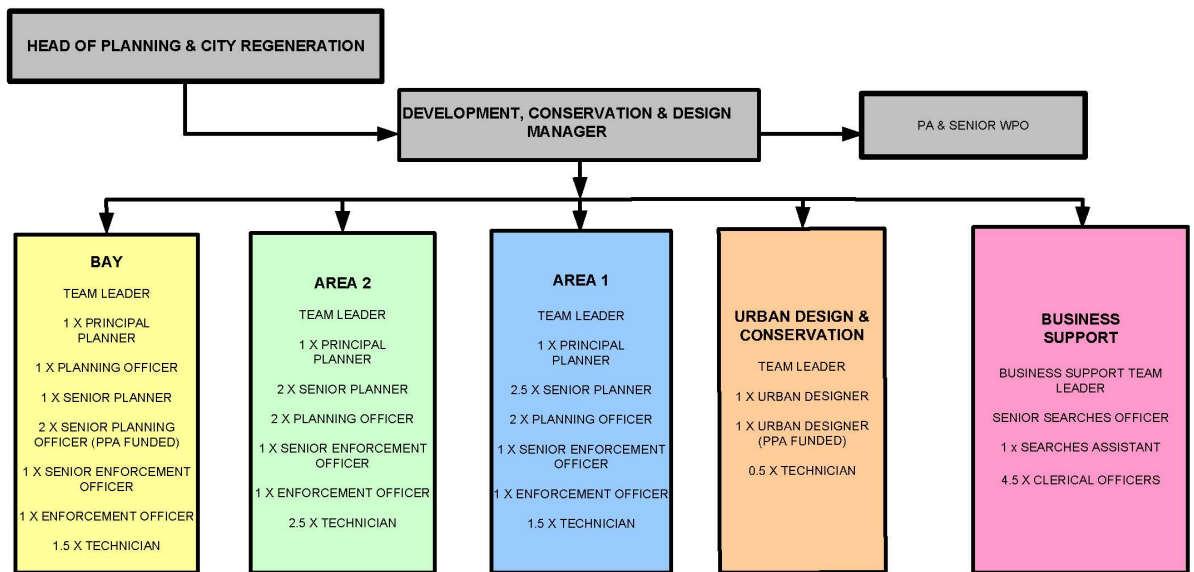 HEAD OF PLANNING & CITY REGENERATION
DEVELOPMENT, CONSERVATION & DESIGN
MANAGER
PA & SENIOR WPO
BAY
TEAM LEADER
1 X PRINCIPAL
PLANNER
1 X PLANNING OFFICER
1 X SENIOR PLANNER
2 X SENIOR PLANNING
OFFICER (PPA FUNDED)
1 X SENIOR ENFORCEMENT
OFFICER
1 X ENFORCEMENT OFFICER
1.5 X TECHNICIAN
AREA 2
TEAM LEADER
1 X PRINCIPAL
PLANNER
2 X SENIOR PLANNER
2 X PLANNING OFFICER
1 X SENIOR ENFORCEMENT
OFFICER
1 X ENFORCEMENT OFFICER
2.5 X TECHNICIAN
AREA 1
TEAM LEADER
1 X PRINCIPAL
PLANNER
2.5 X SENIOR PLANNER
2 X PLANNING OFFICER
1 X SENIOR ENFORCEMENT
OFFICER
1 X ENFORCEMENT OFFICER
1.5 X TECHNICIAN
URBAN DESIGN &
CONSERVATION
TEAM LEADER
1 X URBAN DESIGNER
1 X URBAN DESIGNER
(PPA FUNDED)
0.5 X TECHNICIAN
BUSINESS
SUPPORT
BUSINESS SUPPORT TEAM
LEADER
SENIOR SEARCHES OFFICER
1 x SEARCHES ASSISTANT
4.5 X CLERICAL OFFICERS